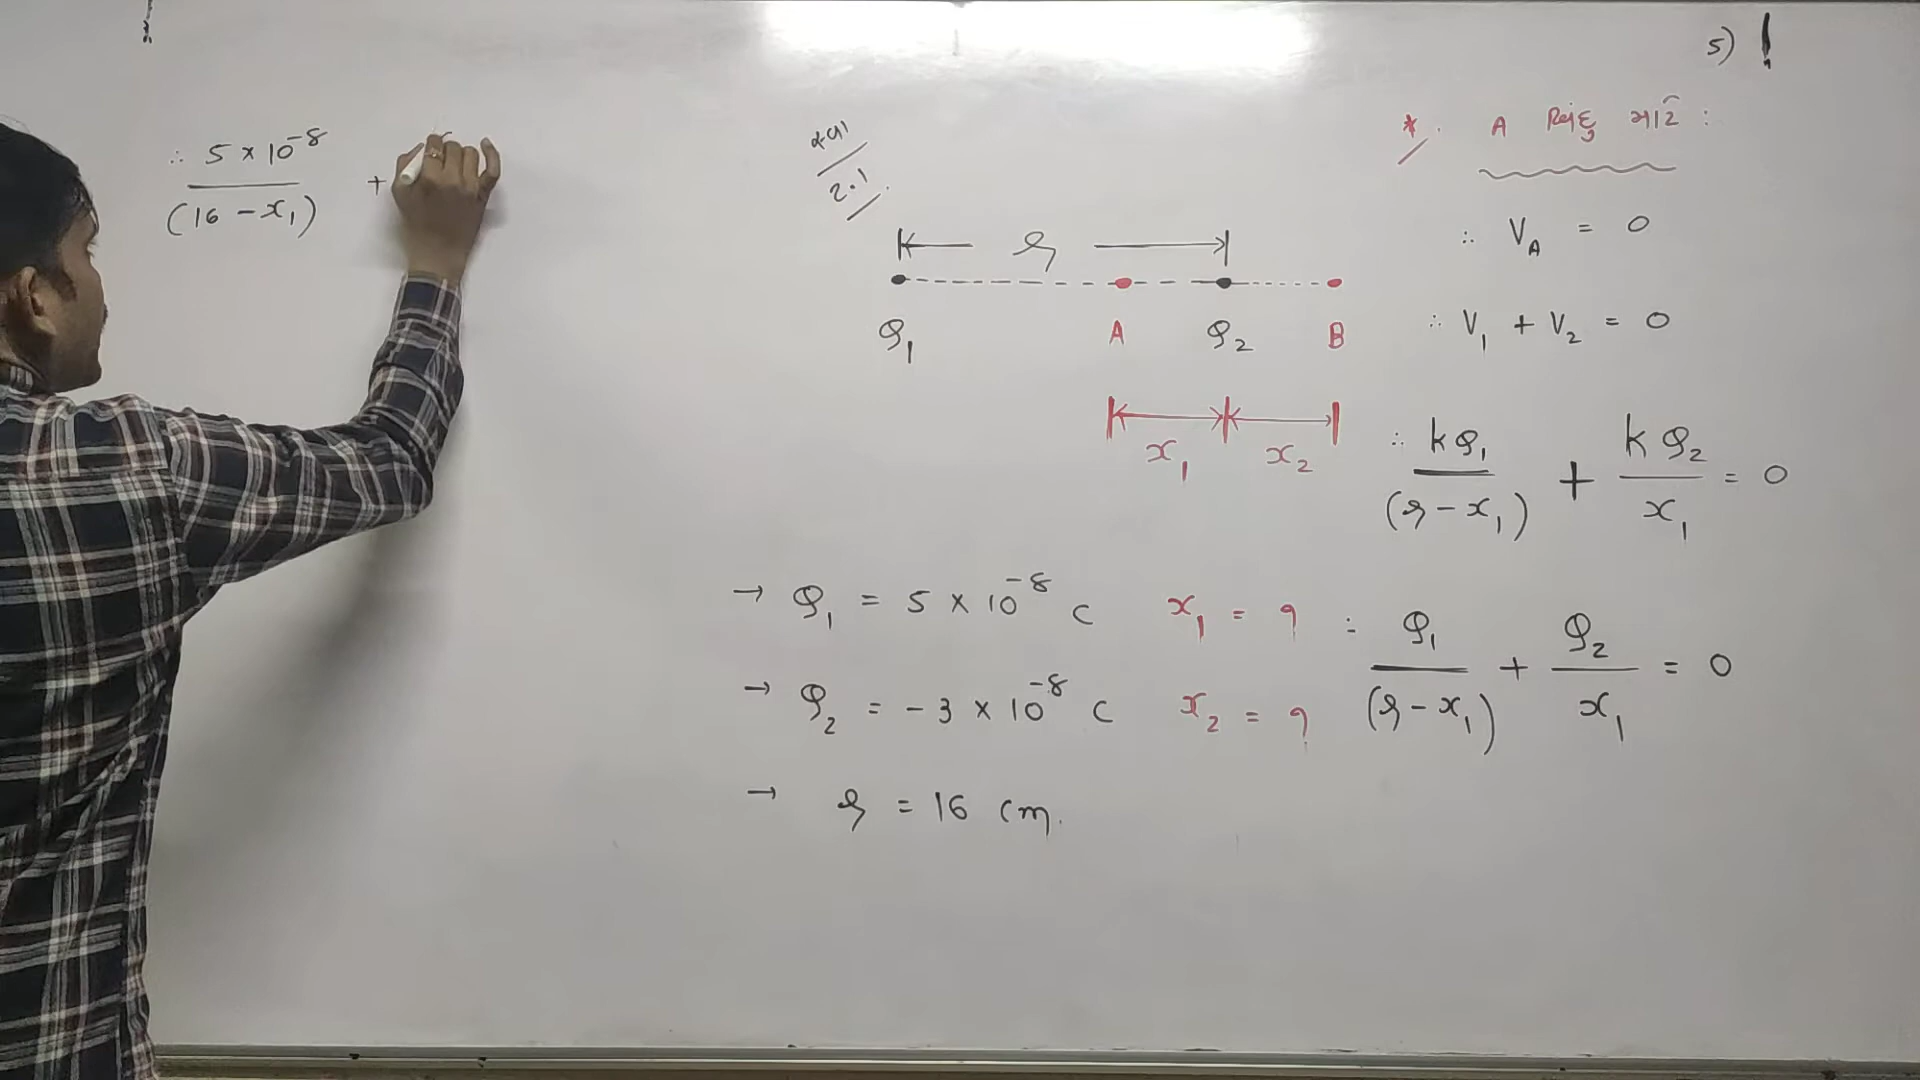 ∴ 5 × 10⁻⁸ / (16 − x₁) +
2.1
r
Q₁ A Q₂ B
x₁ x₂
→ Q₁ = 5 × 10⁻⁸ C x₁ = ?
→ Q₂ = − 3 × 10⁻⁸ C x₂ = ?
→ r = 16 cm.
5) !
* A બિંદુ માટે :
∴ V_A = 0
∴ V₁ + V₂ = 0
∴ kQ₁ / (r − x₁) + kQ₂ / x₁ = 0
∴ Q₁ / (r − x₁) + Q₂ / x₁ = 0